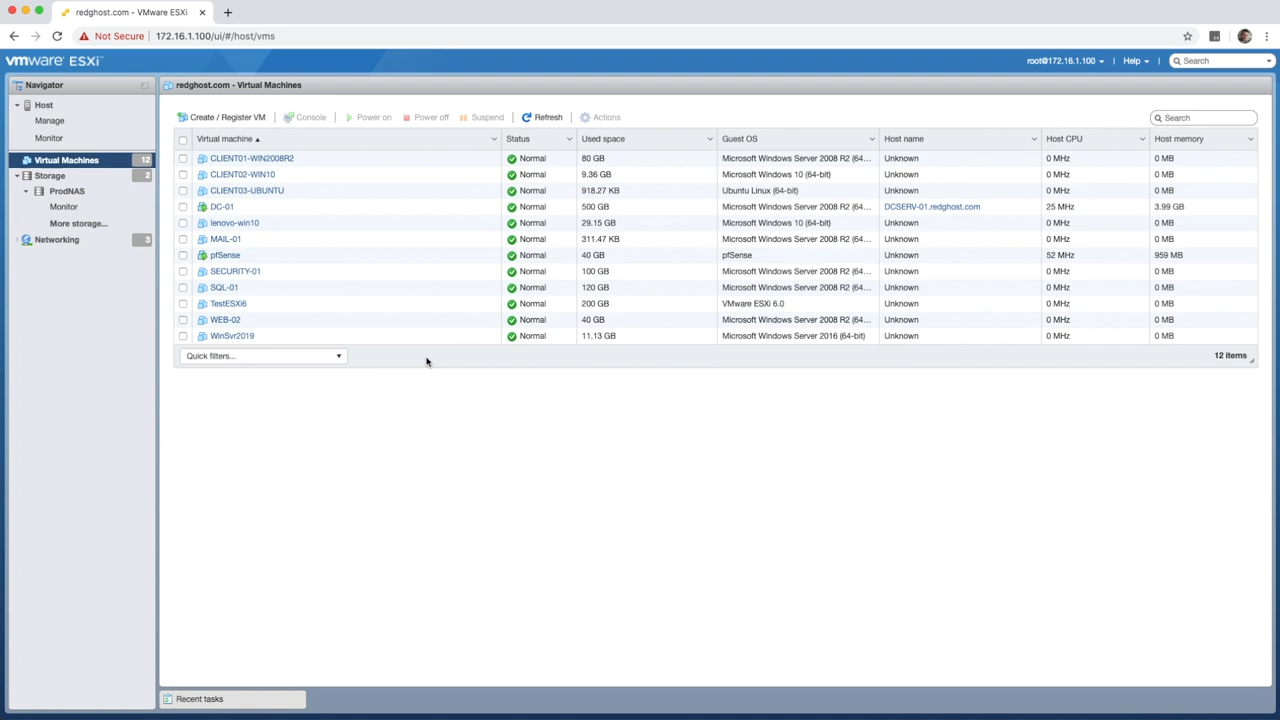 redghost.com - VMware ESXi
Not Secure 172.16.1.100/ui/#/host/vms
vmware ESXi™ root@172.16.1.100 Help Search
Navigator
redghost.com - Virtual Machines
Host
Manage
Monitor
Virtual Machines 12
Storage 2
ProdNAS
Monitor
More storage...
Networking 3
Create / Register VM Console Power on Power off Suspend Refresh Actions Search
Virtual machine Status Used space Guest OS Host name Host CPU Host memory
CLIENT01-WIN2008R2 Normal 80 GB Microsoft Windows Server 2008 R2 (64... Unknown 0 MHz 0 MB
CLIENT02-WIN10 Normal 9.36 GB Microsoft Windows 10 (64-bit) Unknown 0 MHz 0 MB
CLIENT03-UBUNTU Normal 918.27 KB Ubuntu Linux (64-bit) Unknown 0 MHz 0 MB
DC-01 Normal 500 GB Microsoft Windows Server 2008 R2 (64... DCSERV-01.redghost.com 25 MHz 3.99 GB
lenovo-win10 Normal 29.15 GB Microsoft Windows 10 (64-bit) Unknown 0 MHz 0 MB
MAIL-01 Normal 311.47 KB Microsoft Windows Server 2008 R2 (64... Unknown 0 MHz 0 MB
pfSense Normal 40 GB pfSense Unknown 52 MHz 959 MB
SECURITY-01 Normal 100 GB Microsoft Windows Server 2008 R2 (64... Unknown 0 MHz 0 MB
SQL-01 Normal 120 GB Microsoft Windows Server 2008 R2 (64... Unknown 0 MHz 0 MB
TestESXi6 Normal 200 GB VMware ESXi 6.0 Unknown 0 MHz 0 MB
WEB-02 Normal 40 GB Microsoft Windows Server 2008 R2 (64... Unknown 0 MHz 0 MB
WinSvr2019 Normal 11.13 GB Microsoft Windows Server 2016 (64-bit) Unknown 0 MHz 0 MB
Quick filters... 12 items
Recent tasks